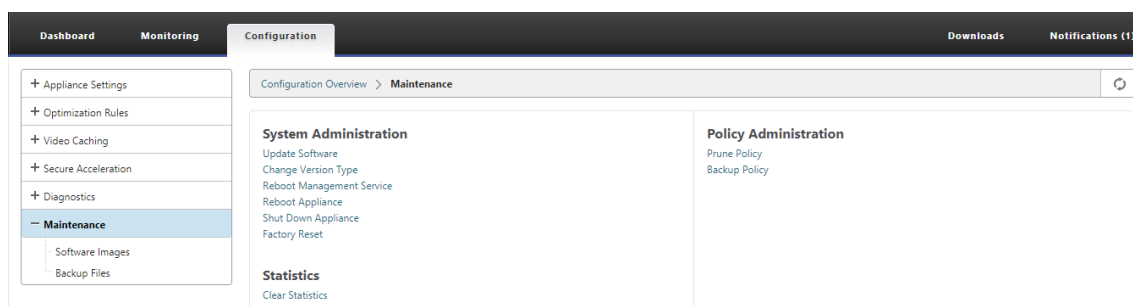 Dashboard Monitoring Configuration Downloads Notifications (1)
+ Appliance Settings
+ Optimization Rules
+ Video Caching
+ Secure Acceleration
+ Diagnostics
− Maintenance
Software Images
Backup Files
Configuration Overview > Maintenance
System Administration
Update Software
Change Version Type
Reboot Management Service
Reboot Appliance
Shut Down Appliance
Factory Reset
Statistics
Clear Statistics
Policy Administration
Prune Policy
Backup Policy